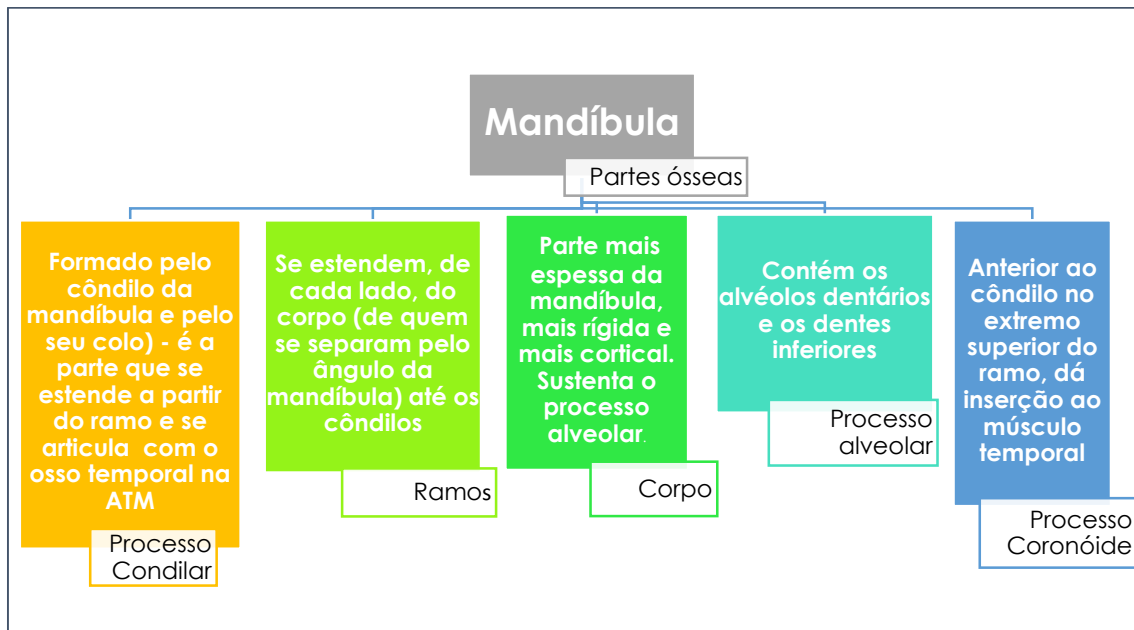 Mandíbula
Partes ósseas
Formado pelo
côndilo da
mandíbula e pelo
seu colo) - é a
parte que se
estende a partir
do ramo e se
articula com o
osso temporal na
ATM
Processo
Condilar
Se estendem, de
cada lado, do
corpo (de quem
se separam pelo
ângulo da
mandíbula) até os
côndilos
Ramos
Parte mais
espessa da
mandíbula,
mais rígida e
mais cortical.
Sustenta o
processo
alveolar.
Corpo
Contém os
alvéolos dentários
e os dentes
inferiores
Processo
alveolar
Anterior ao
côndilo no
extremo
superior do
ramo, dá
inserção ao
músculo
temporal
Processo
Coronóide